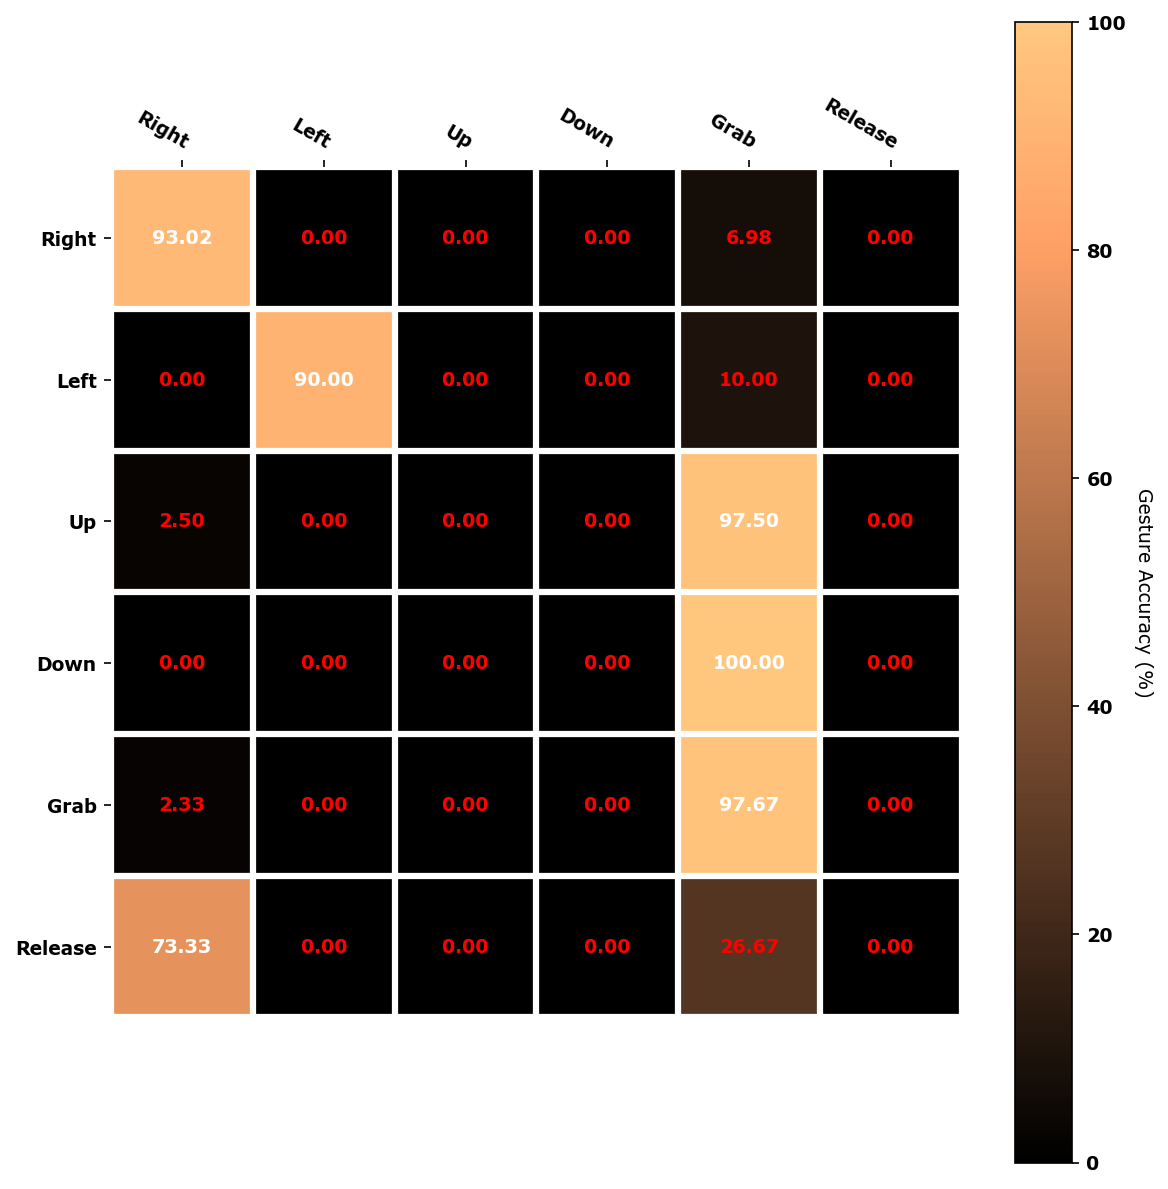 100
Right Left Up Down Grab Release
Right 93.02 0.00 0.00 0.00 6.98 0.00
80
Left 0.00 90.00 0.00 0.00 10.00 0.00
60
Up 2.50 0.00 0.00 0.00 97.50 0.00
Gesture Accuracy (%)
Down 0.00 0.00 0.00 0.00 100.00 0.00
40
Grab 2.33 0.00 0.00 0.00 97.67 0.00
20
Release 73.33 0.00 0.00 0.00 26.67 0.00
0